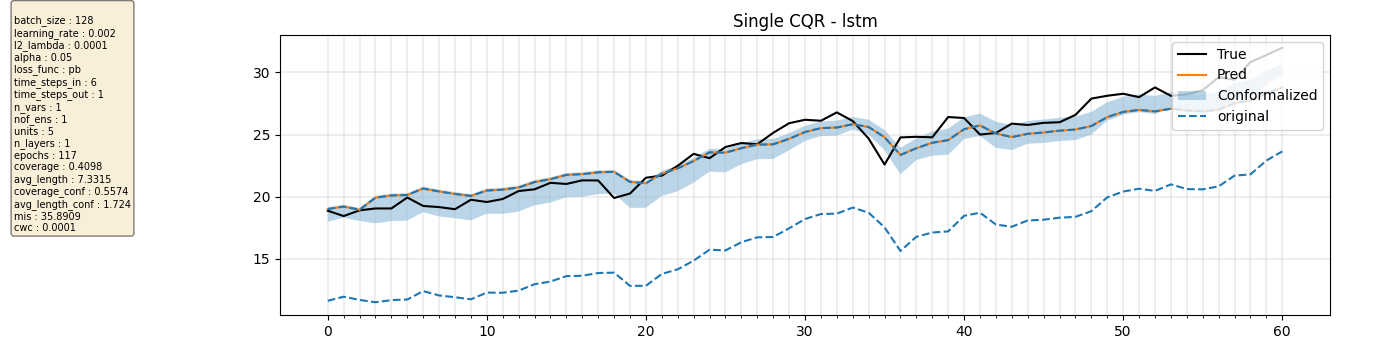 batch_size : 128
learning_rate : 0.002
l2_lambda : 0.0001
alpha : 0.05
loss_func : pb
time_steps_in : 6
time_steps_out : 1
n_vars : 1
nof_ens : 1
units : 5
n_layers : 1
epochs : 117
coverage : 0.4098
avg_length : 7.3315
coverage_conf : 0.5574
avg_length_conf : 1.724
mis : 35.8909
cwc : 0.0001
Single CQR - lstm
True
Pred
Conformalized
original
30
25
20
15
0 10 20 30 40 50 60